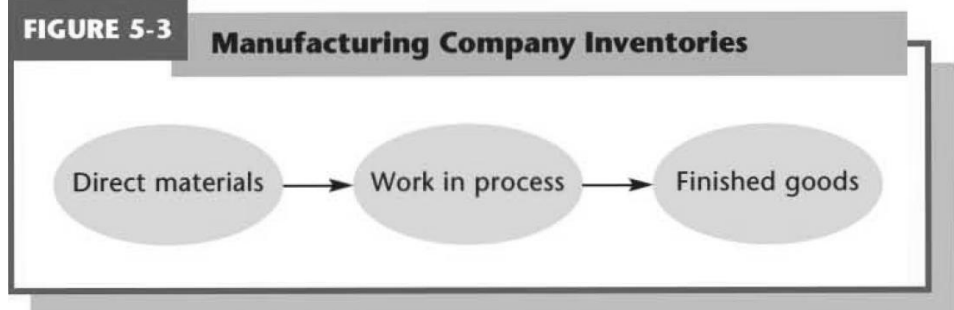 FIGURE 5-3
Manufacturing Company Inventories
Direct materials
Work in process
Finished goods